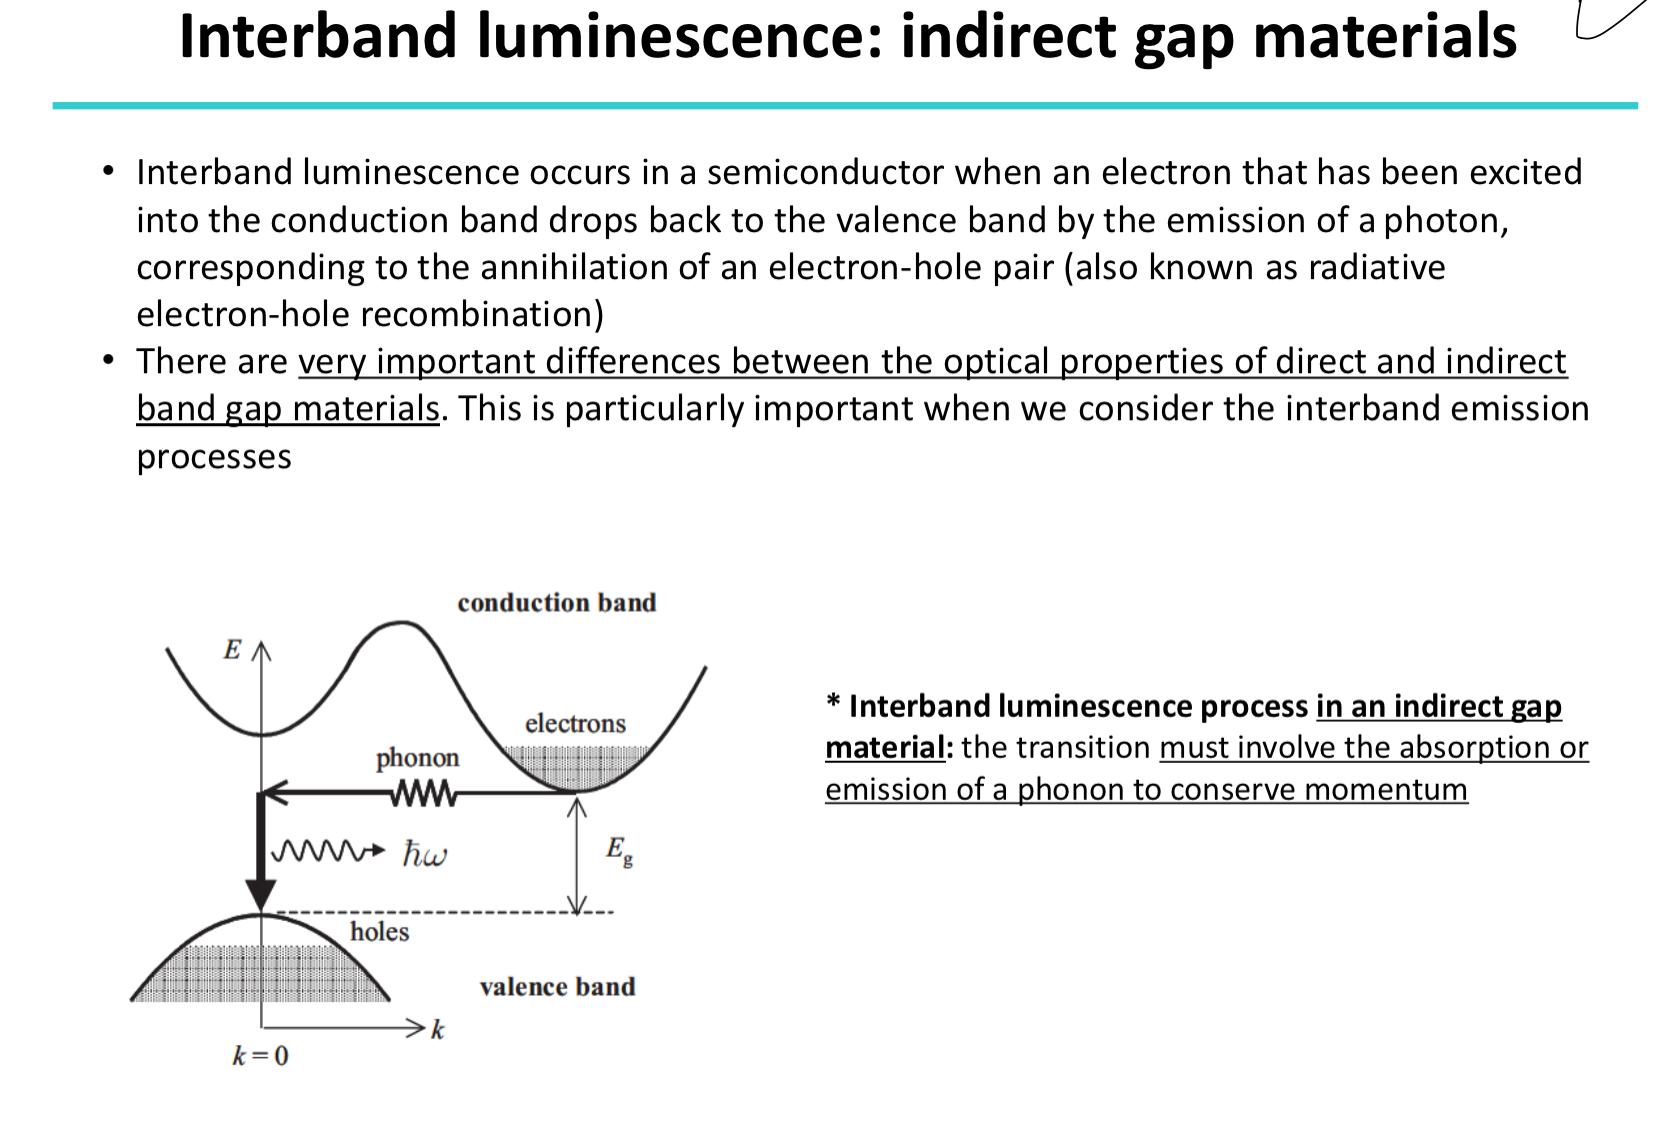 Interband luminescence: indirect gap materials
• Interband luminescence occurs in a semiconductor when an electron that has been excited
into the conduction band drops back to the valence band by the emission of a photon,
corresponding to the annihilation of an electron-hole pair (also known as radiative
electron-hole recombination)
• There are very important differences between the optical properties of direct and indirect
band gap materials. This is particularly important when we consider the interband emission
processes
conduction band
E
electrons
phonon
ħω
E_g
holes
valence band
k
k = 0
* Interband luminescence process in an indirect gap
material: the transition must involve the absorption or
emission of a phonon to conserve momentum